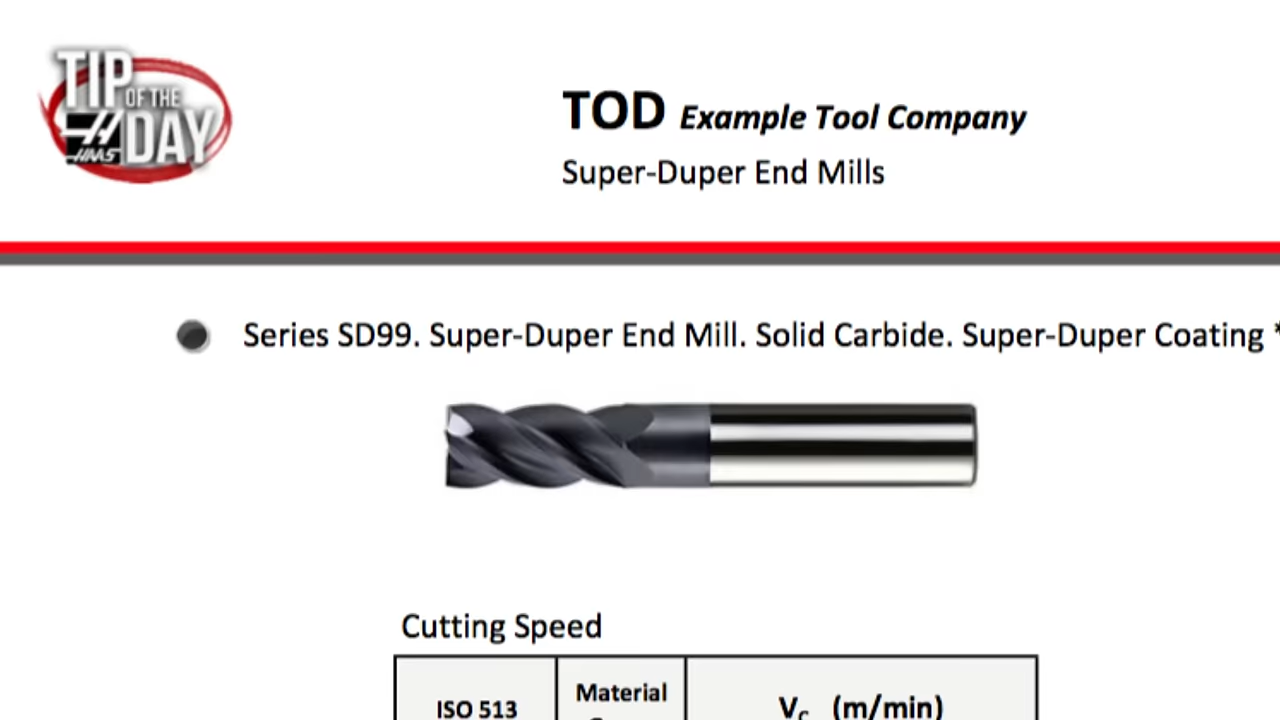 TIP
OF THE
DAY
HAAS
TOD Example Tool Company
Super-Duper End Mills
Series SD99. Super-Duper End Mill. Solid Carbide. Super-Duper Coating *
Cutting Speed
ISO 513
Material
Vc (m/min)